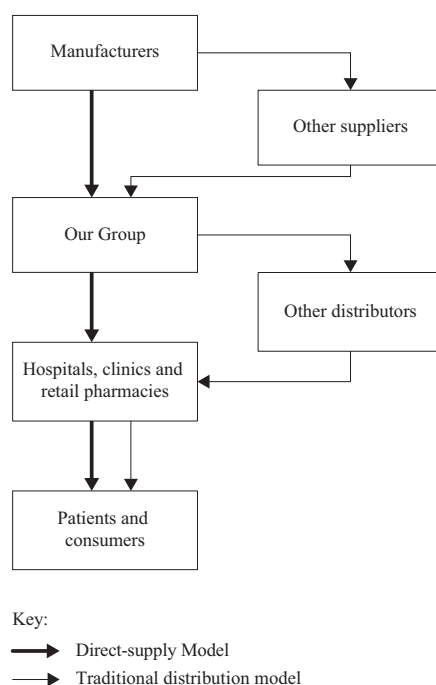 Manufacturers
Other suppliers
Our Group
Other distributors
Hospitals, clinics and
retail pharmacies
Patients and
consumers
Key:
Direct-supply Model
Traditional distribution model